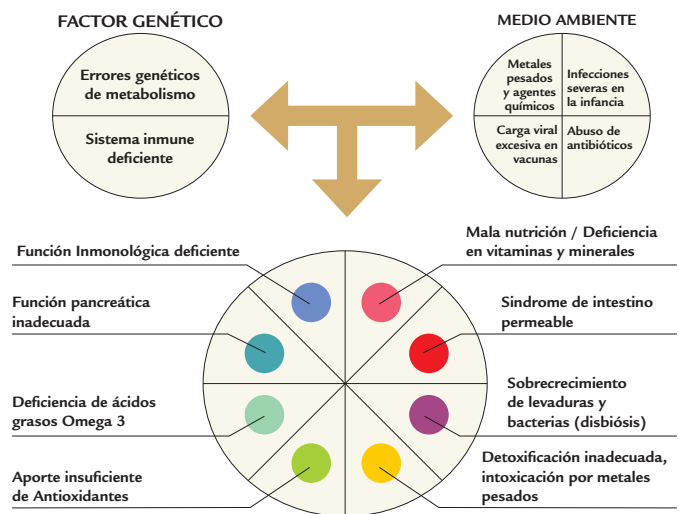 FACTOR GENÉTICO
Errores genéticos
de metabolismo
Sistema inmune
deficiente
MEDIO AMBIENTE
Metales
pesados
y agentes
químicos
Infecciones
severas en
la infancia
Carga viral
excesiva en
vacunas
Abuso de
antibióticos
Función Inmonológica deficiente
Función pancreática
inadecuada
Deficiencia de ácidos
grasos Omega 3
Aporte insuficiente
de Antioxidantes
Mala nutrición / Deficiencia
en vitaminas y minerales
Sindrome de intestino
permeable
Sobrecrecimiento
de levaduras y
bacterias (disbiósis)
Detoxificación inadecuada,
intoxicación por metales
pesados